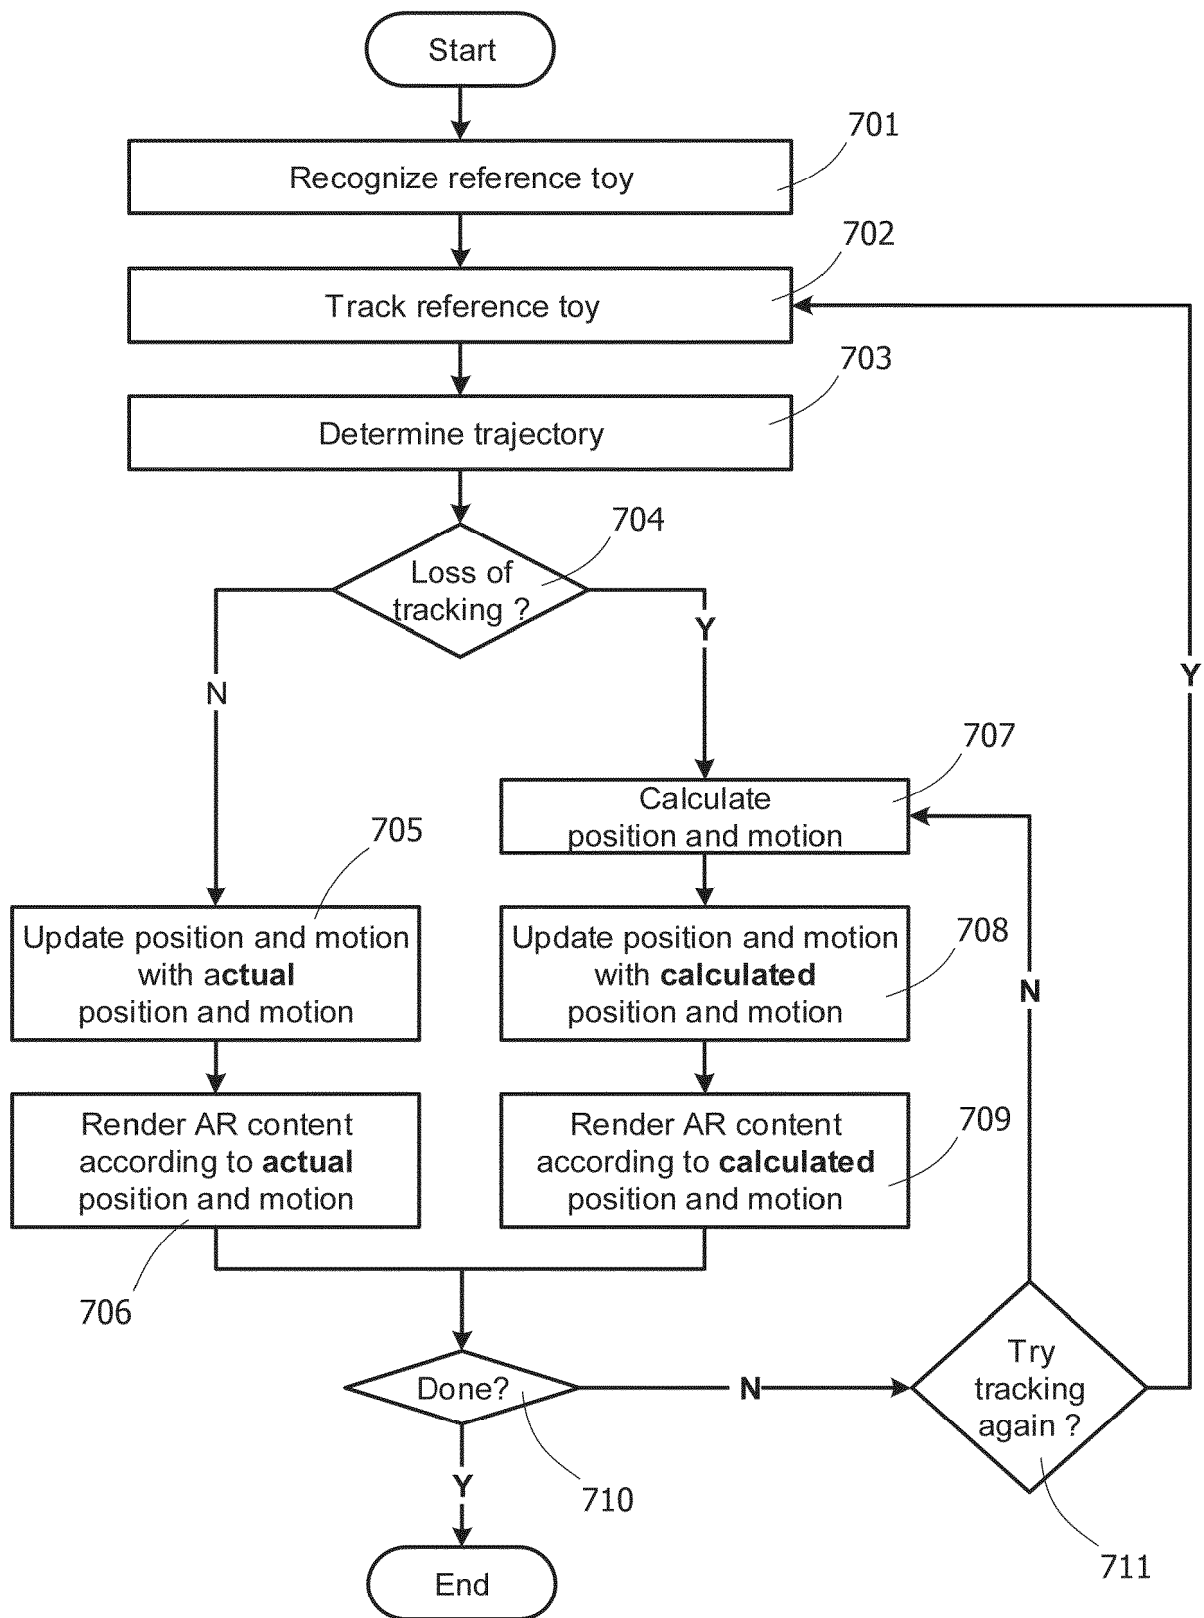 Start
701
Recognize reference toy
702
Track reference toy
703
Determine trajectory
704
Loss of
tracking ?
N
Y
Y
707
Calculate
position and motion
705
Update position and motion
with actual
position and motion
708
Update position and motion
with calculated
position and motion
N
Render AR content
according to actual
position and motion
706
709
Render AR content
according to calculated
position and motion
Done?
710
N
Try
tracking
again ?
711
Y
End